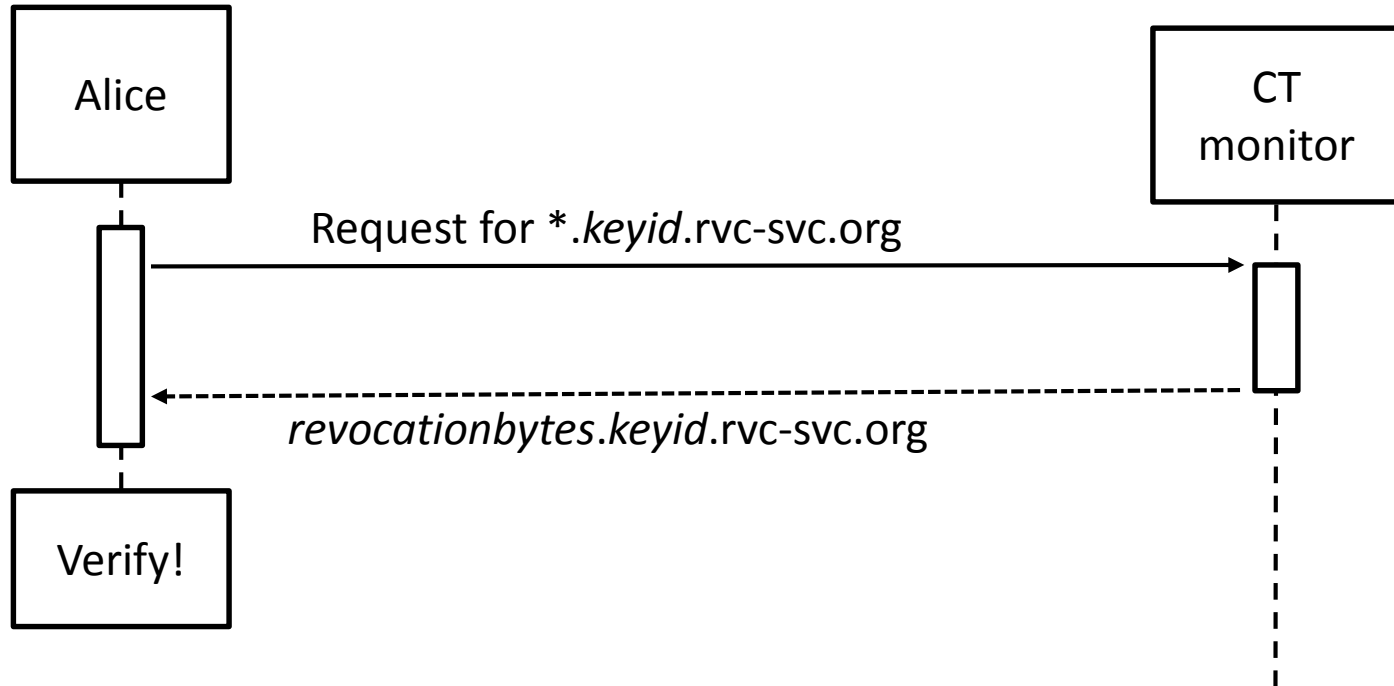 Alice
CT
monitor
Request for *.keyid.rvc-svc.org
revocationbytes.keyid.rvc-svc.org
Verify!